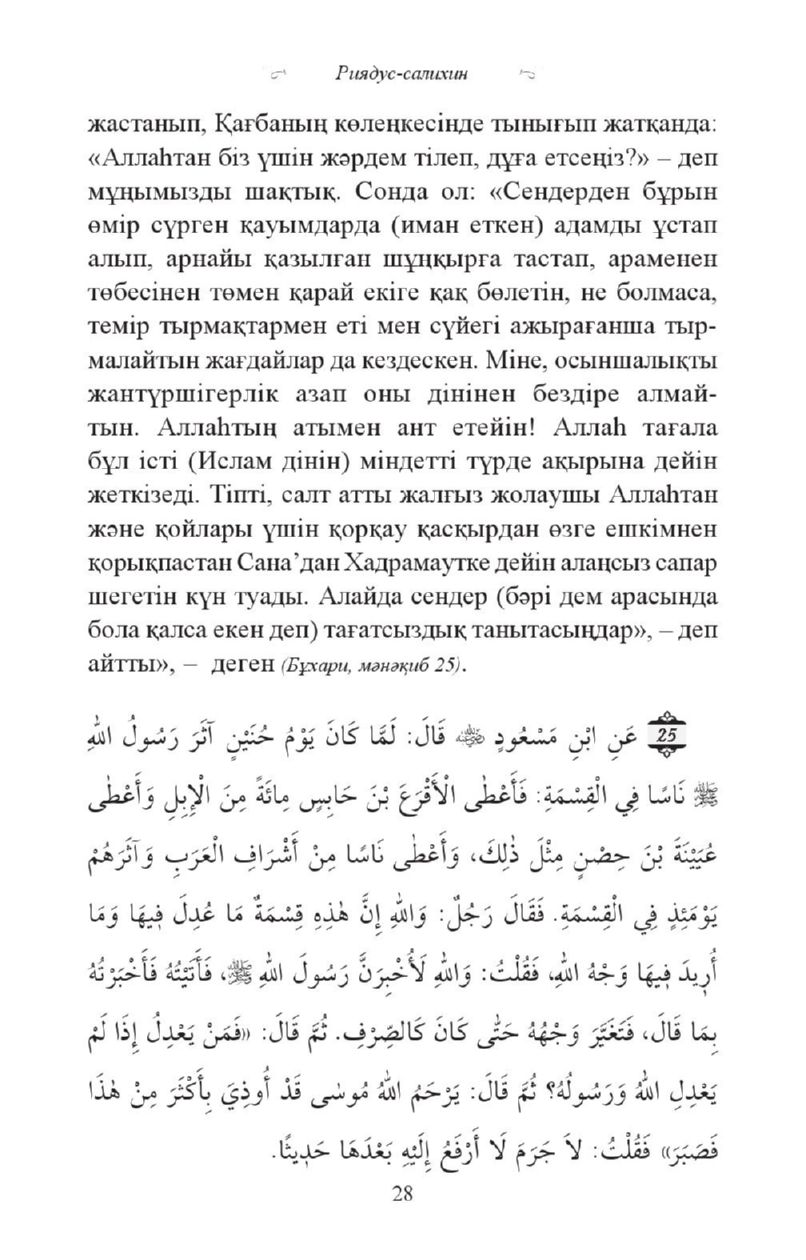 Риядус-салихин
жастанып, Қағбаның көлеңкесінде тынығып жатқанда:
«Аллаһтан біз үшін жәрдем тілеп, дұға етсеңіз?» – деп
мұңымызды шақтық. Сонда ол: «Сендерден бұрын
өмір сүрген қауымдарда (иман еткен) адамды ұстап
алып, арнайы қазылған шұңқырға тастап, араменен
төбесінен төмен қарай екіге қақ бөлетін, не болмаса,
темір тырмақтармен еті мен сүйегі ажырағанша тыр-
малайтын жағдайлар да кездескен. Міне, осыншалықты
жантүршігерлік азап оны дінінен бездіре алмай-
тын. Аллаһтың атымен ант етейін! Аллаһ тағала
бұл істі (Ислам дінін) міндетті түрде ақырына дейін
жеткізеді. Тіпті, салт атты жалғыз жолаушы Аллаһтан
және қойлары үшін қорқау қасқырдан өзге ешкімнен
қорықпастан Сана’дан Хадрамаутке дейін алаңсыз сапар
шегетін күн туады. Алайда сендер (бәрі дем арасында
бола қалса екен деп) тағатсыздық танытасыңдар», – деп
айтты», – деген (Бұхари, мәнәқиб 25).
25 عَنِ ابْنِ مَسْعُودٍ ﷺ قَالَ: لَمَّا كَانَ يَوْمُ حُنَيْنٍ آثَرَ رَسُولُ اللهِ
ﷺ نَاسًا فِي الْقِسْمَةِ: فَأَعْطَى الْأَقْرَعَ بْنَ حَابِسٍ مِائَةً مِنَ الْإِبِلِ وَأَعْطَى
عُيَيْنَةَ بْنَ حِصْنٍ مِثْلَ ذٰلِكَ، وَأَعْطَى نَاسًا مِنْ أَشْرَافِ الْعَرَبِ وَآثَرَهُمْ
يَوْمَئِذٍ فِي الْقِسْمَةِ. فَقَالَ رَجُلٌ: وَاللهِ إِنَّ هٰذِهِ قِسْمَةٌ مَا عُدِلَ فِيهَا وَمَا
أُرِيدَ فِيهَا وَجْهُ اللهِ، فَقُلْتُ: وَاللهِ لَأُخْبِرَنَّ رَسُولَ اللهِ ﷺ، فَأَتَيْتُهُ فَأَخْبَرْتُهُ
بِمَا قَالَ، فَتَغَيَّرَ وَجْهُهُ حَتَّى كَانَ كَالصِّرْفِ. ثُمَّ قَالَ: «فَمَنْ يَعْدِلُ إِذَا لَمْ
يَعْدِلِ اللهُ وَرَسُولُهُ؟ ثُمَّ قَالَ: يَرْحَمُ اللهُ مُوسَى قَدْ أُوذِيَ بِأَكْثَرَ مِنْ هٰذَا
فَصَبَرَ» فَقُلْتُ: لاَ جَرَمَ لَا أَرْفَعُ إِلَيْهِ بَعْدَهَا حَدِيثًا.
28